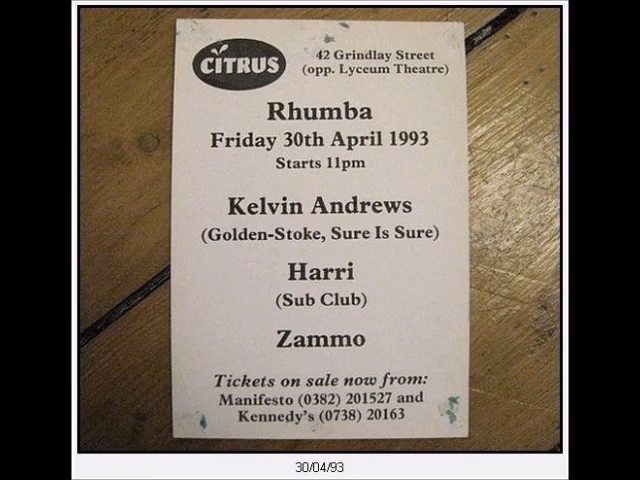 CITRUS
42 Grindlay Street
(opp. Lyceum Theatre)
Rhumba
Friday 30th April 1993
Starts 11pm
Kelvin Andrews
(Golden-Stoke, Sure Is Sure)
Harri
(Sub Club)
Zammo
Tickets on sale now from:
Manifesto (0382) 201527 and
Kennedy's (0738) 20163
30/04/93